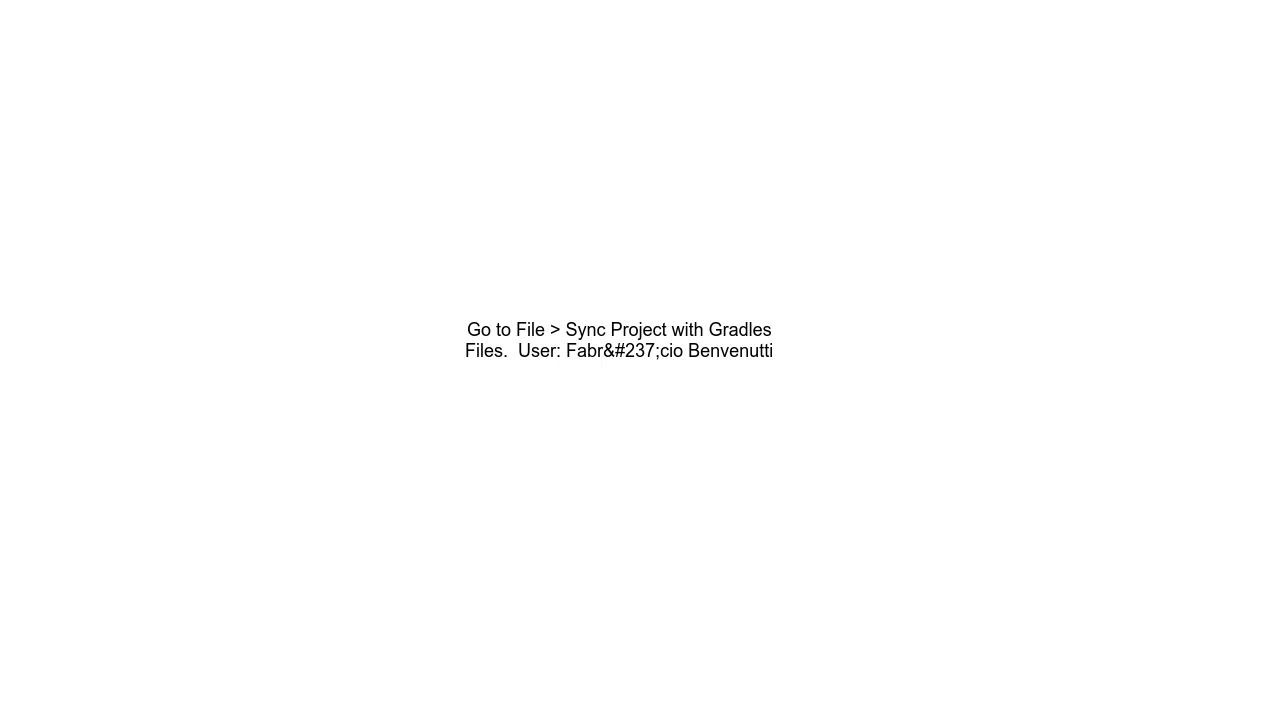 Go to File > Sync Project with Gradles
Files.  User: Fabr&#237;cio Benvenutti